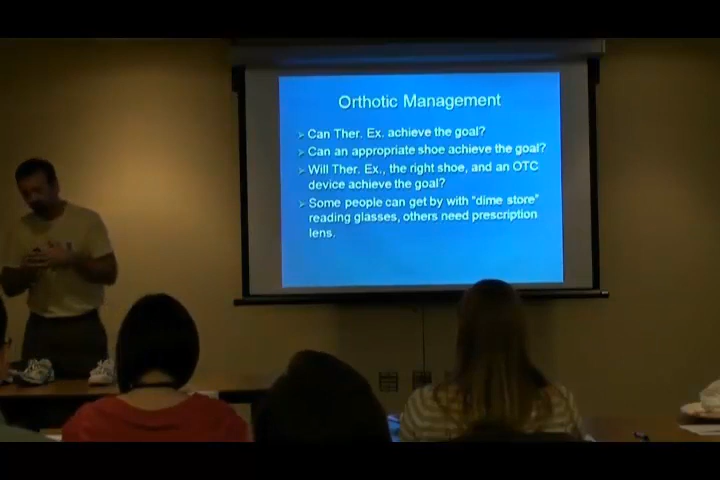 Orthotic Management
➢ Can Ther. Ex. achieve the goal?
➢ Can an appropriate shoe achieve the goal?
➢ Will Ther. Ex., the right shoe, and an OTC
device achieve the goal?
➢ Some people can get by with “dime store”
reading glasses, others need prescription
lens.